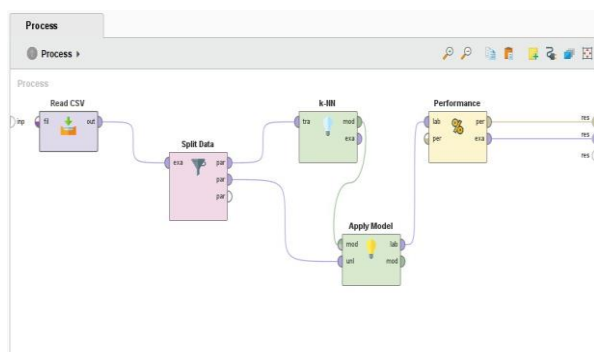 Process
Process
Process
inp
Read CSV
fil
out
Split Data
exa
par
par
par
k-NN
tra
mod
exa
Apply Model
mod
lab
unl
mod
Performance
%
lab
per
per
exa
res
res
res